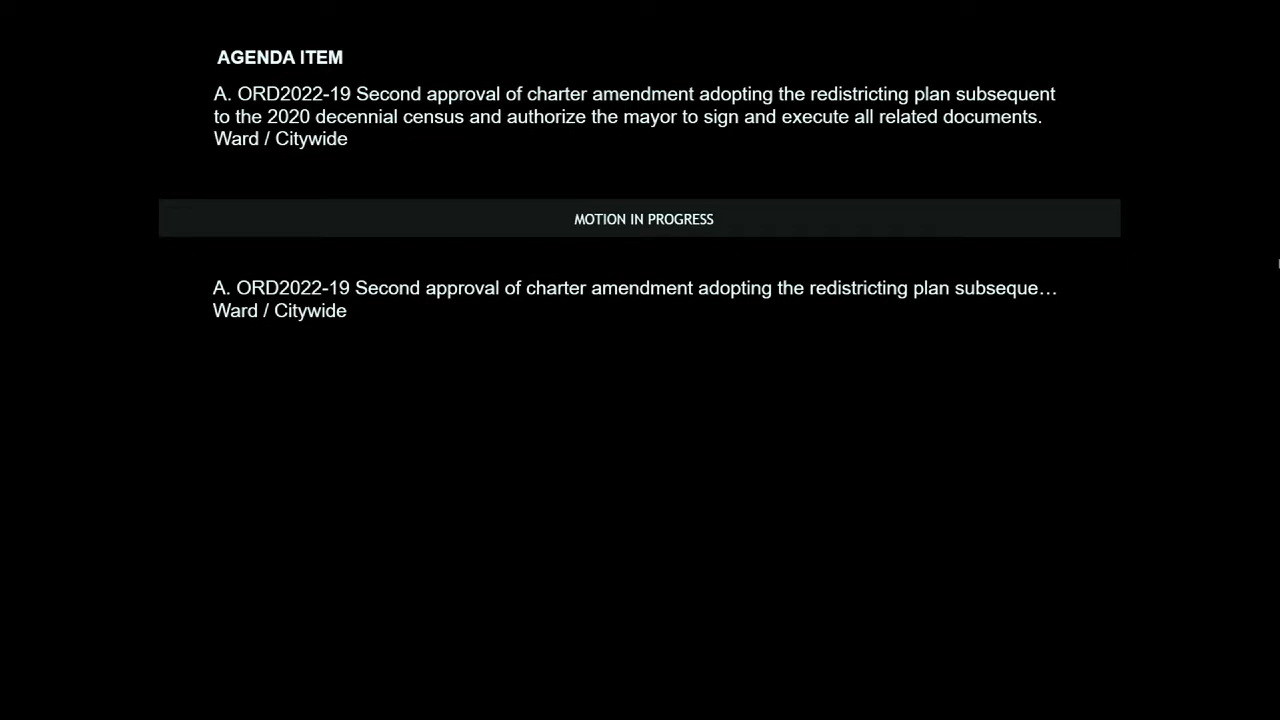 AGENDA ITEM
A. ORD2022-19 Second approval of charter amendment adopting the redistricting plan subsequent
to the 2020 decennial census and authorize the mayor to sign and execute all related documents.
Ward / Citywide
MOTION IN PROGRESS
A. ORD2022-19 Second approval of charter amendment adopting the redistricting plan subseque…
Ward / Citywide